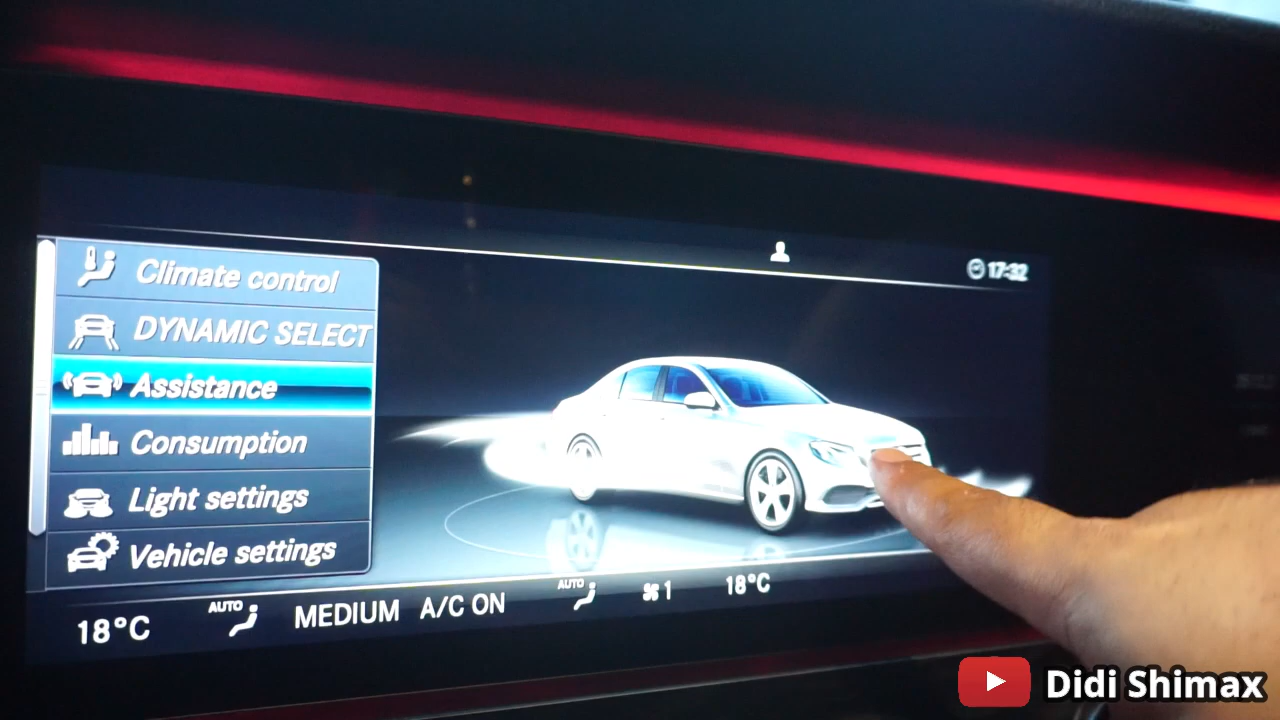 Climate control
DYNAMIC SELECT
Assistance
Consumption
Light settings
Vehicle settings
17:32
18°C
AUTO
MEDIUM
A/C ON
AUTO
1
18°C
Didi Shimax